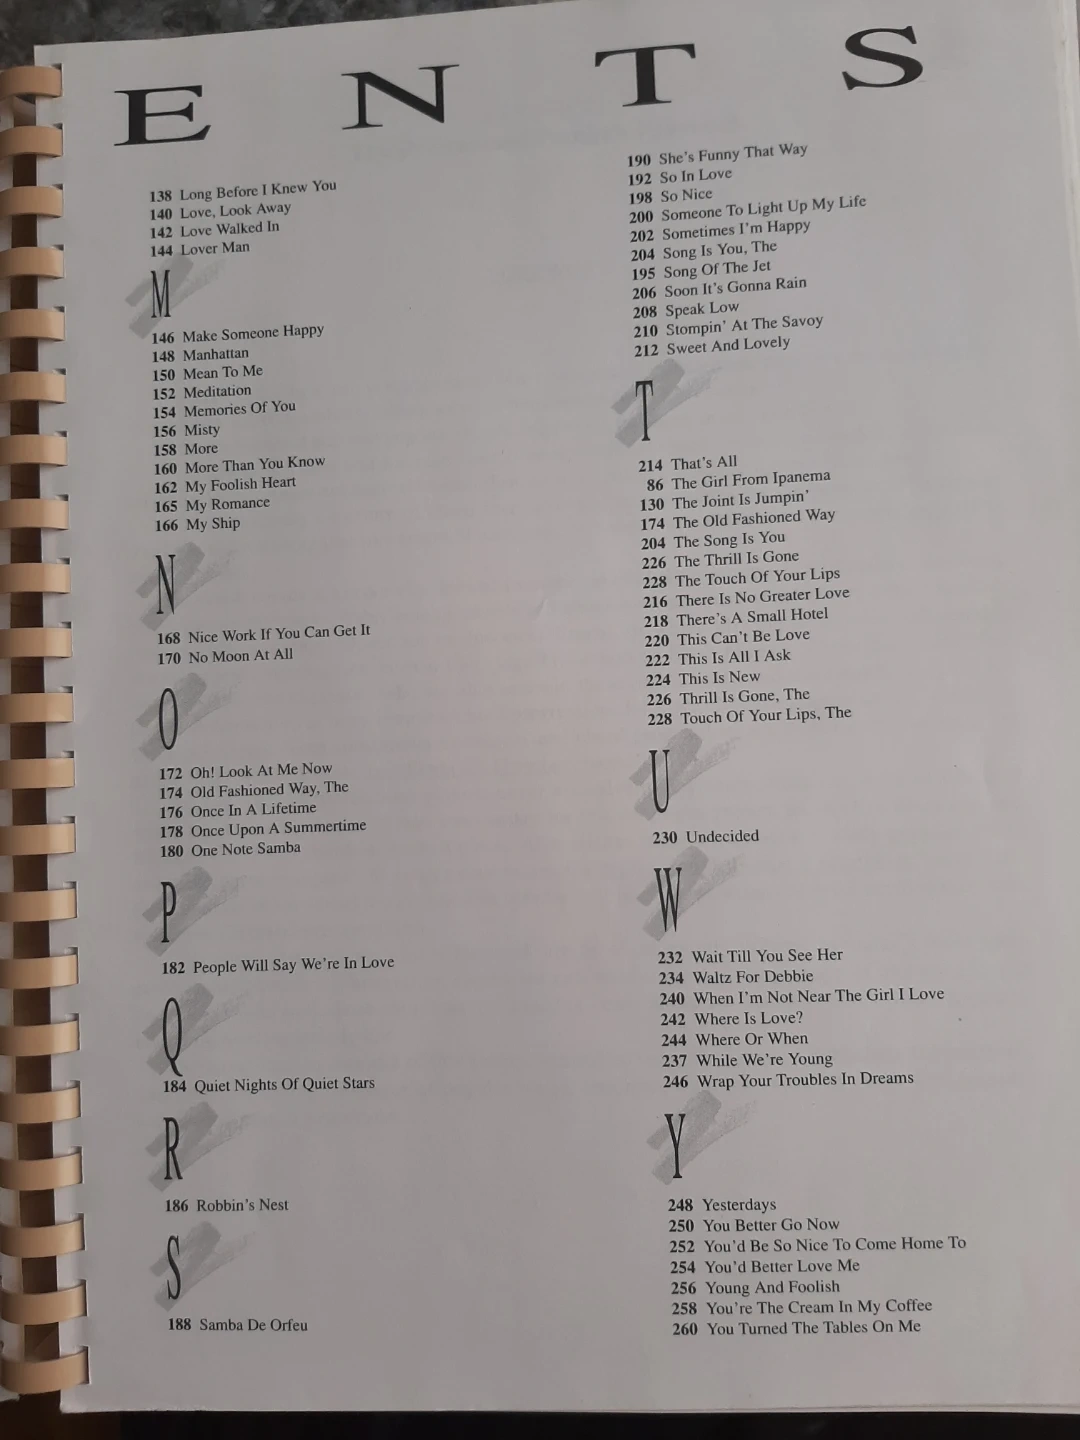 E N T S
138 Long Before I Knew You
140 Love, Look Away
142 Love Walked In
144 Lover Man
M
146 Make Someone Happy
148 Manhattan
150 Mean To Me
152 Meditation
154 Memories Of You
156 Misty
158 More
160 More Than You Know
162 My Foolish Heart
165 My Romance
166 My Ship
N
168 Nice Work If You Can Get It
170 No Moon At All
O
172 Oh! Look At Me Now
174 Old Fashioned Way, The
176 Once In A Lifetime
178 Once Upon A Summertime
180 One Note Samba
P
182 People Will Say We're In Love
Q
184 Quiet Nights Of Quiet Stars
R
186 Robbin's Nest
S
188 Samba De Orfeu
190 She's Funny That Way
192 So In Love
198 So Nice
200 Someone To Light Up My Life
202 Sometimes I'm Happy
204 Song Is You, The
195 Song Of The Jet
206 Soon It's Gonna Rain
208 Speak Low
210 Stompin' At The Savoy
212 Sweet And Lovely
T
214 That's All
86 The Girl From Ipanema
130 The Joint Is Jumpin'
174 The Old Fashioned Way
204 The Song Is You
226 The Thrill Is Gone
228 The Touch Of Your Lips
216 There Is No Greater Love
218 There's A Small Hotel
220 This Can't Be Love
222 This Is All I Ask
224 This Is New
226 Thrill Is Gone, The
228 Touch Of Your Lips, The
U
230 Undecided
W
232 Wait Till You See Her
234 Waltz For Debbie
240 When I'm Not Near The Girl I Love
242 Where Is Love?
244 Where Or When
237 While We're Young
246 Wrap Your Troubles In Dreams
Y
248 Yesterdays
250 You Better Go Now
252 You'd Be So Nice To Come Home To
254 You'd Better Love Me
256 Young And Foolish
258 You're The Cream In My Coffee
260 You Turned The Tables On Me